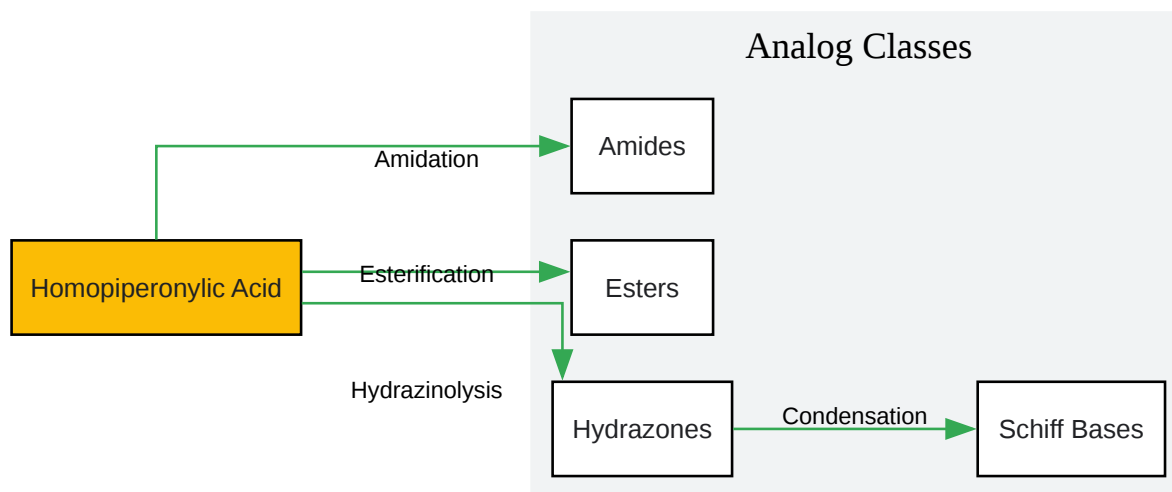 Analog Classes
Amides
Amidation
Esterification
Homopiperonylic Acid
Esters
Hydrazinolysis
Condensation
Hydrazones
Schiff Bases